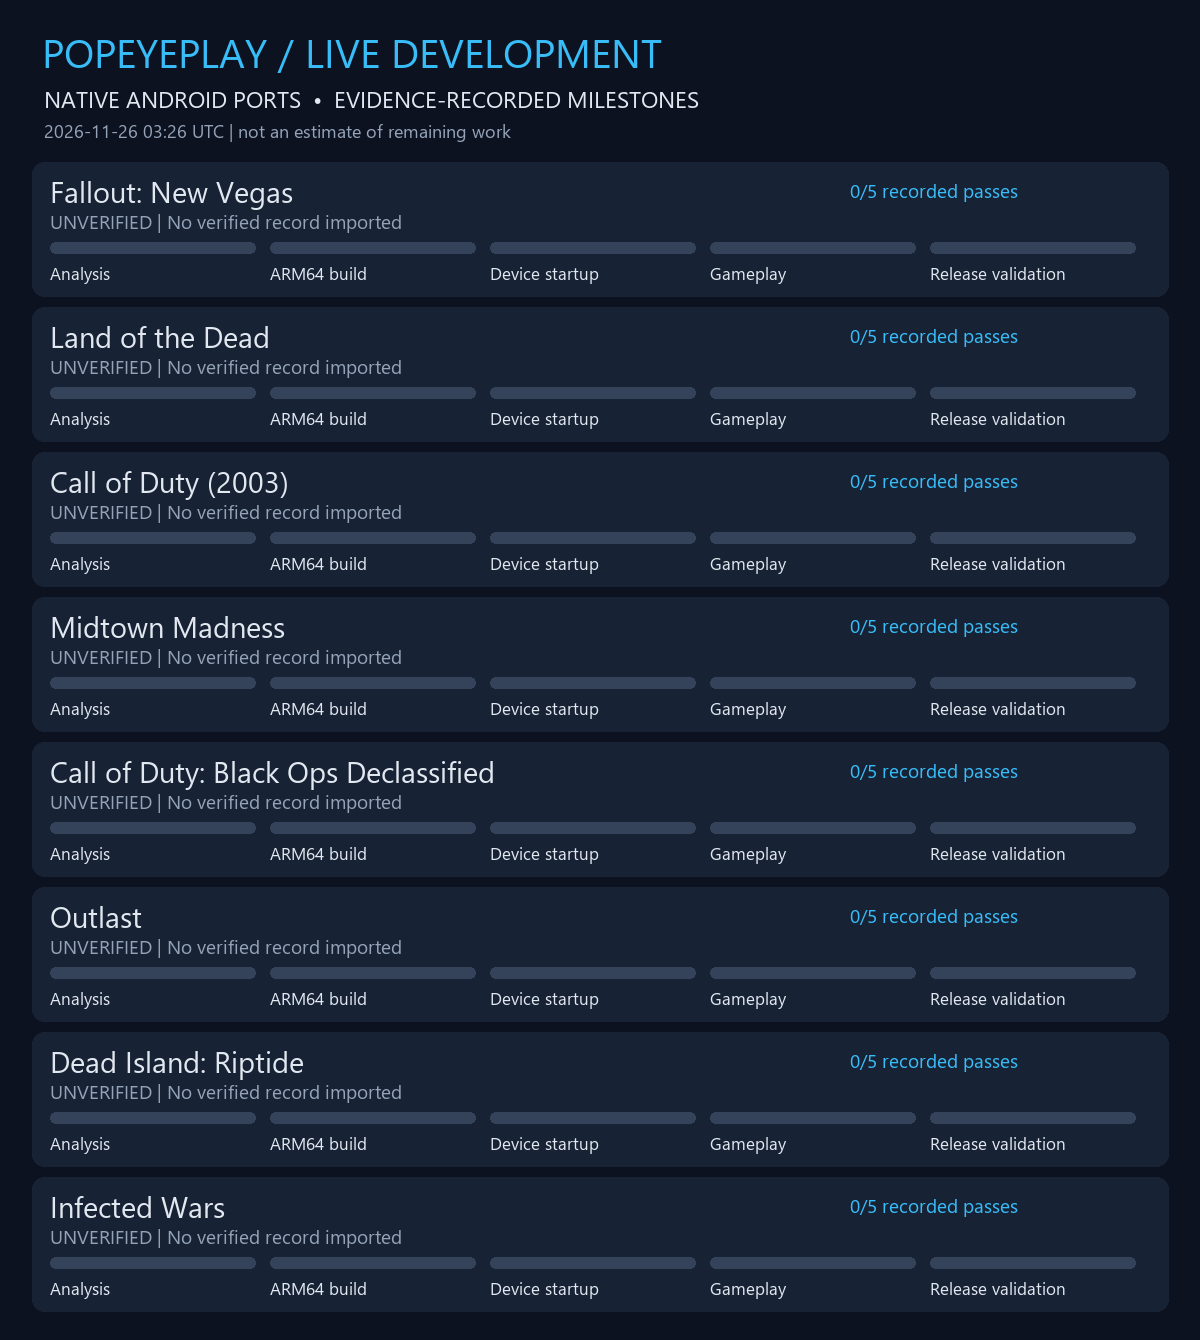 POPEYEPLAY / LIVE DEVELOPMENT
NATIVE ANDROID PORTS • EVIDENCE-RECORDED MILESTONES
2026-11-26 03:26 UTC | not an estimate of remaining work
Fallout: New Vegas 0/5 recorded passes
UNVERIFIED | No verified record imported
Analysis ARM64 build Device startup Gameplay Release validation
Land of the Dead 0/5 recorded passes
UNVERIFIED | No verified record imported
Analysis ARM64 build Device startup Gameplay Release validation
Call of Duty (2003) 0/5 recorded passes
UNVERIFIED | No verified record imported
Analysis ARM64 build Device startup Gameplay Release validation
Midtown Madness 0/5 recorded passes
UNVERIFIED | No verified record imported
Analysis ARM64 build Device startup Gameplay Release validation
Call of Duty: Black Ops Declassified 0/5 recorded passes
UNVERIFIED | No verified record imported
Analysis ARM64 build Device startup Gameplay Release validation
Outlast 0/5 recorded passes
UNVERIFIED | No verified record imported
Analysis ARM64 build Device startup Gameplay Release validation
Dead Island: Riptide 0/5 recorded passes
UNVERIFIED | No verified record imported
Analysis ARM64 build Device startup Gameplay Release validation
Infected Wars 0/5 recorded passes
UNVERIFIED | No verified record imported
Analysis ARM64 build Device startup Gameplay Release validation